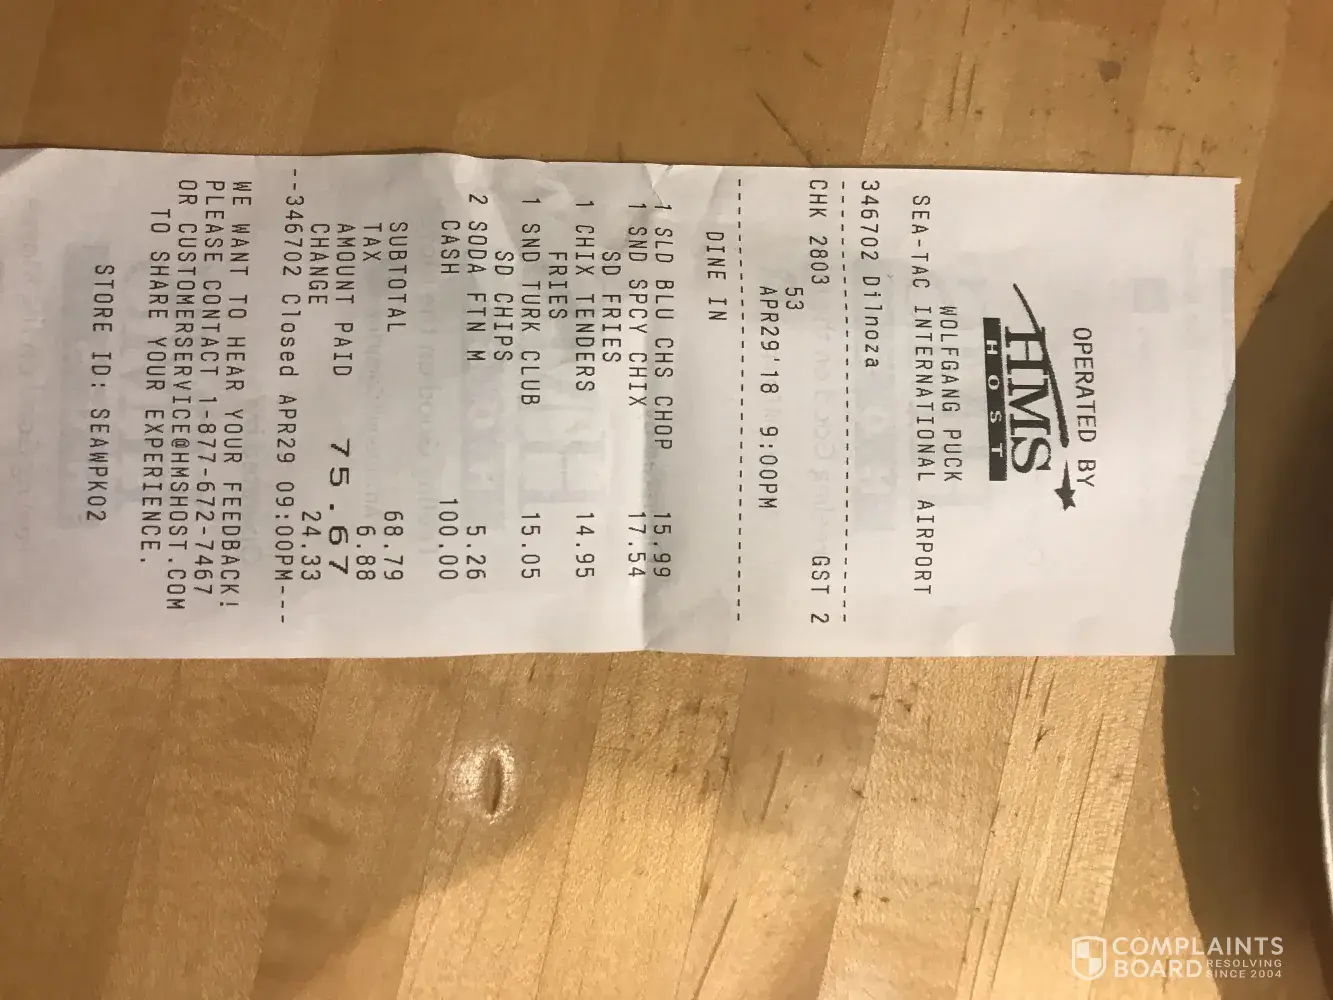 OPERATED BY
HMS
HOST
WOLFGANG PUCK
SEA-TAC INTERNATIONAL AIRPORT
346702 Dilnoza
CHK 2803 GST 2
53
APR29'18 9:00PM
DINE IN
1 SLD BLU CHS CHOP 15.99
1 SND SPCY CHIX 17.54
SD FRIES
1 CHIX TENDERS 14.95
FRIES
1 SND TURK CLUB 15.05
SD CHIPS
2 SODA FTN M 5.26
CASH 100.00
SUBTOTAL 68.79
TAX 6.88
AMOUNT PAID 75.67
CHANGE 24.33
--346702 Closed APR29 09:00PM---
WE WANT TO HEAR YOUR FEEDBACK!
PLEASE CONTACT 1-877-672-7467
OR CUSTOMERSERVICE@HMSHOST.COM
TO SHARE YOUR EXPERIENCE.
STORE ID: SEAWPK02
COMPLAINTS
BOARD RESOLVING
SINCE 2004